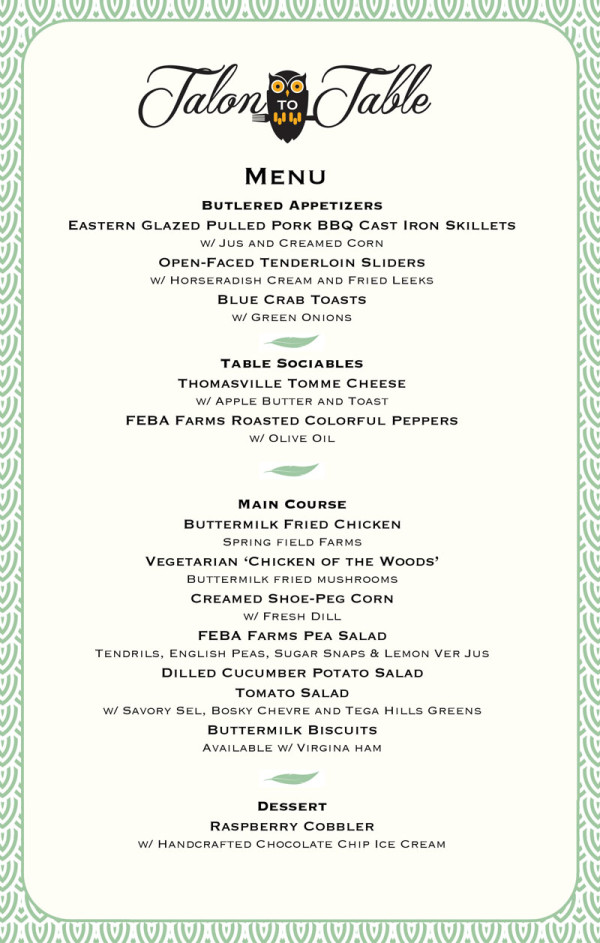 Talon TO Table
MENU
BUTLERED APPETIZERS
EASTERN GLAZED PULLED PORK BBQ CAST IRON SKILLETS
W/ JUS AND CREAMED CORN
OPEN-FACED TENDERLOIN SLIDERS
W/ HORSERADISH CREAM AND FRIED LEEKS
BLUE CRAB TOASTS
W/ GREEN ONIONS
TABLE SOCIABLES
THOMASVILLE TOMME CHEESE
W/ APPLE BUTTER AND TOAST
FEBA FARMS ROASTED COLORFUL PEPPERS
W/ OLIVE OIL
MAIN COURSE
BUTTERMILK FRIED CHICKEN
SPRING FIELD FARMS
VEGETARIAN ‘CHICKEN OF THE WOODS’
BUTTERMILK FRIED MUSHROOMS
CREAMED SHOE-PEG CORN
W/ FRESH DILL
FEBA FARMS PEA SALAD
TENDRILS, ENGLISH PEAS, SUGAR SNAPS & LEMON VER JUS
DILLED CUCUMBER POTATO SALAD
TOMATO SALAD
W/ SAVORY SEL, BOSKY CHEVRE AND TEGA HILLS GREENS
BUTTERMILK BISCUITS
AVAILABLE W/ VIRGINA HAM
DESSERT
RASPBERRY COBBLER
W/ HANDCRAFTED CHOCOLATE CHIP ICE CREAM